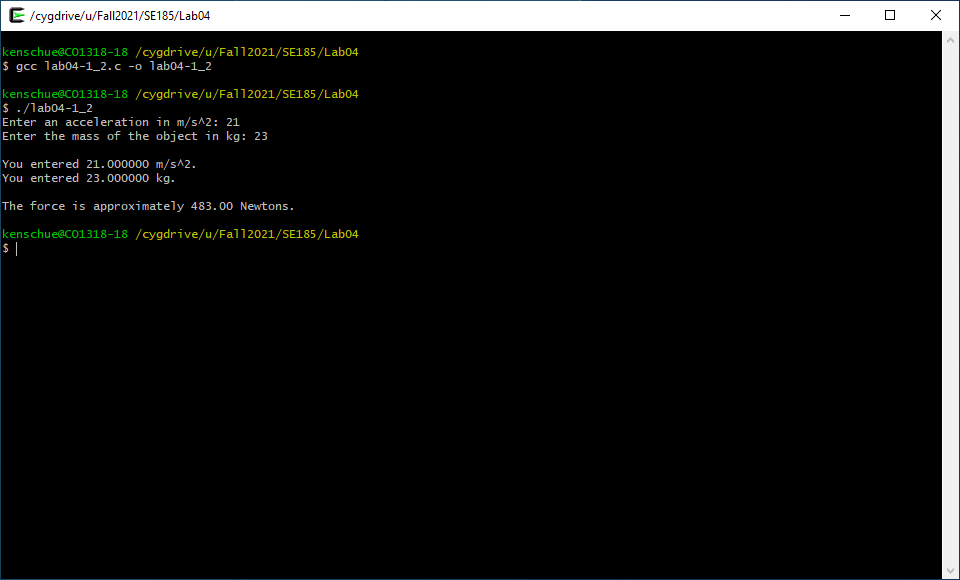 /cygdrive/u/Fall2021/SE185/Lab04
kenschue@CO1318-18 /cygdrive/u/Fall2021/SE185/Lab04
$ gcc lab04-1_2.c -o lab04-1_2
kenschue@CO1318-18 /cygdrive/u/Fall2021/SE185/Lab04
$ ./lab04-1_2
Enter an acceleration in m/s^2: 21
Enter the mass of the object in kg: 23
You entered 21.000000 m/s^2.
You entered 23.000000 kg.
The force is approximately 483.00 Newtons.
kenschue@CO1318-18 /cygdrive/u/Fall2021/SE185/Lab04
$